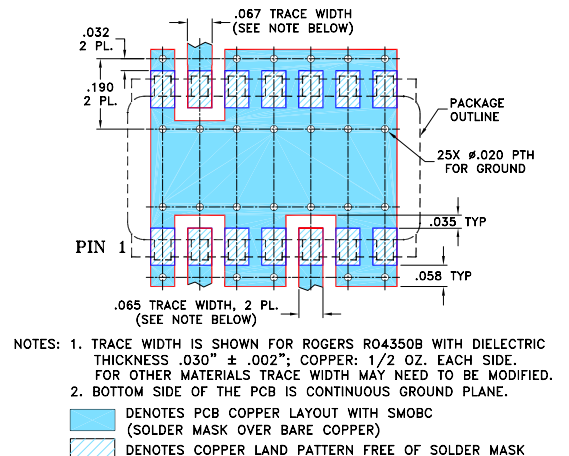 .067 TRACE WIDTH
(SEE NOTE BELOW)
.032
2 PL.
.190
2 PL.
PACKAGE
OUTLINE
25X ø.020 PTH
FOR GROUND
.035 TYP
PIN 1
.058 TYP
.065 TRACE WIDTH, 2 PL.
(SEE NOTE BELOW)
NOTES: 1. TRACE WIDTH IS SHOWN FOR ROGERS RO4350B WITH DIELECTRIC
THICKNESS .030" ± .002"; COPPER: 1/2 OZ. EACH SIDE.
FOR OTHER MATERIALS TRACE WIDTH MAY NEED TO BE MODIFIED.
2. BOTTOM SIDE OF THE PCB IS CONTINUOUS GROUND PLANE.
DENOTES PCB COPPER LAYOUT WITH SMOBC
(SOLDER MASK OVER BARE COPPER)
DENOTES COPPER LAND PATTERN FREE OF SOLDER MASK